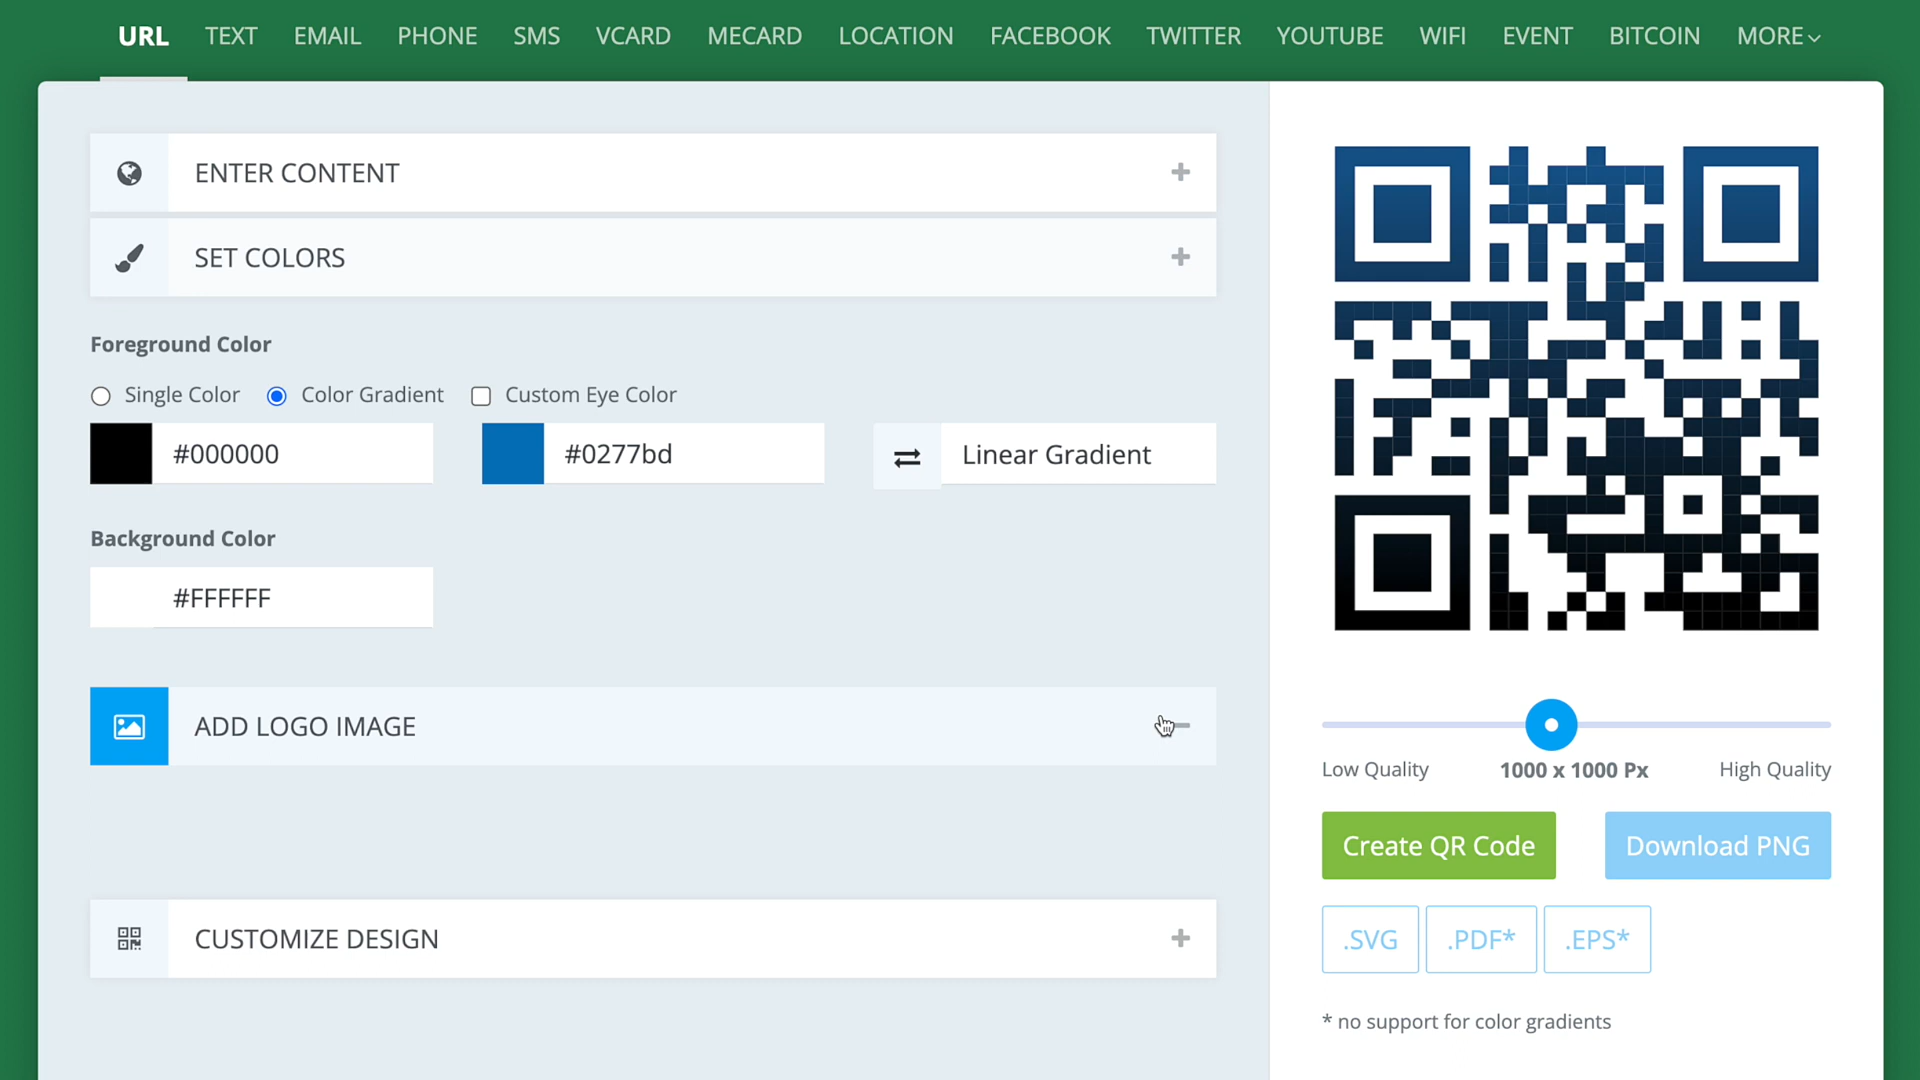 URL TEXT EMAIL PHONE SMS VCARD MECARD LOCATION FACEBOOK TWITTER YOUTUBE WIFI EVENT BITCOIN MORE
ENTER CONTENT
SET COLORS
Foreground Color
Single Color Color Gradient Custom Eye Color
#000000 #0277bd Linear Gradient
Background Color
#FFFFFF
ADD LOGO IMAGE
CUSTOMIZE DESIGN
Low Quality 1000 x 1000 Px High Quality
Create QR Code Download PNG
.SVG .PDF* .EPS*
* no support for color gradients